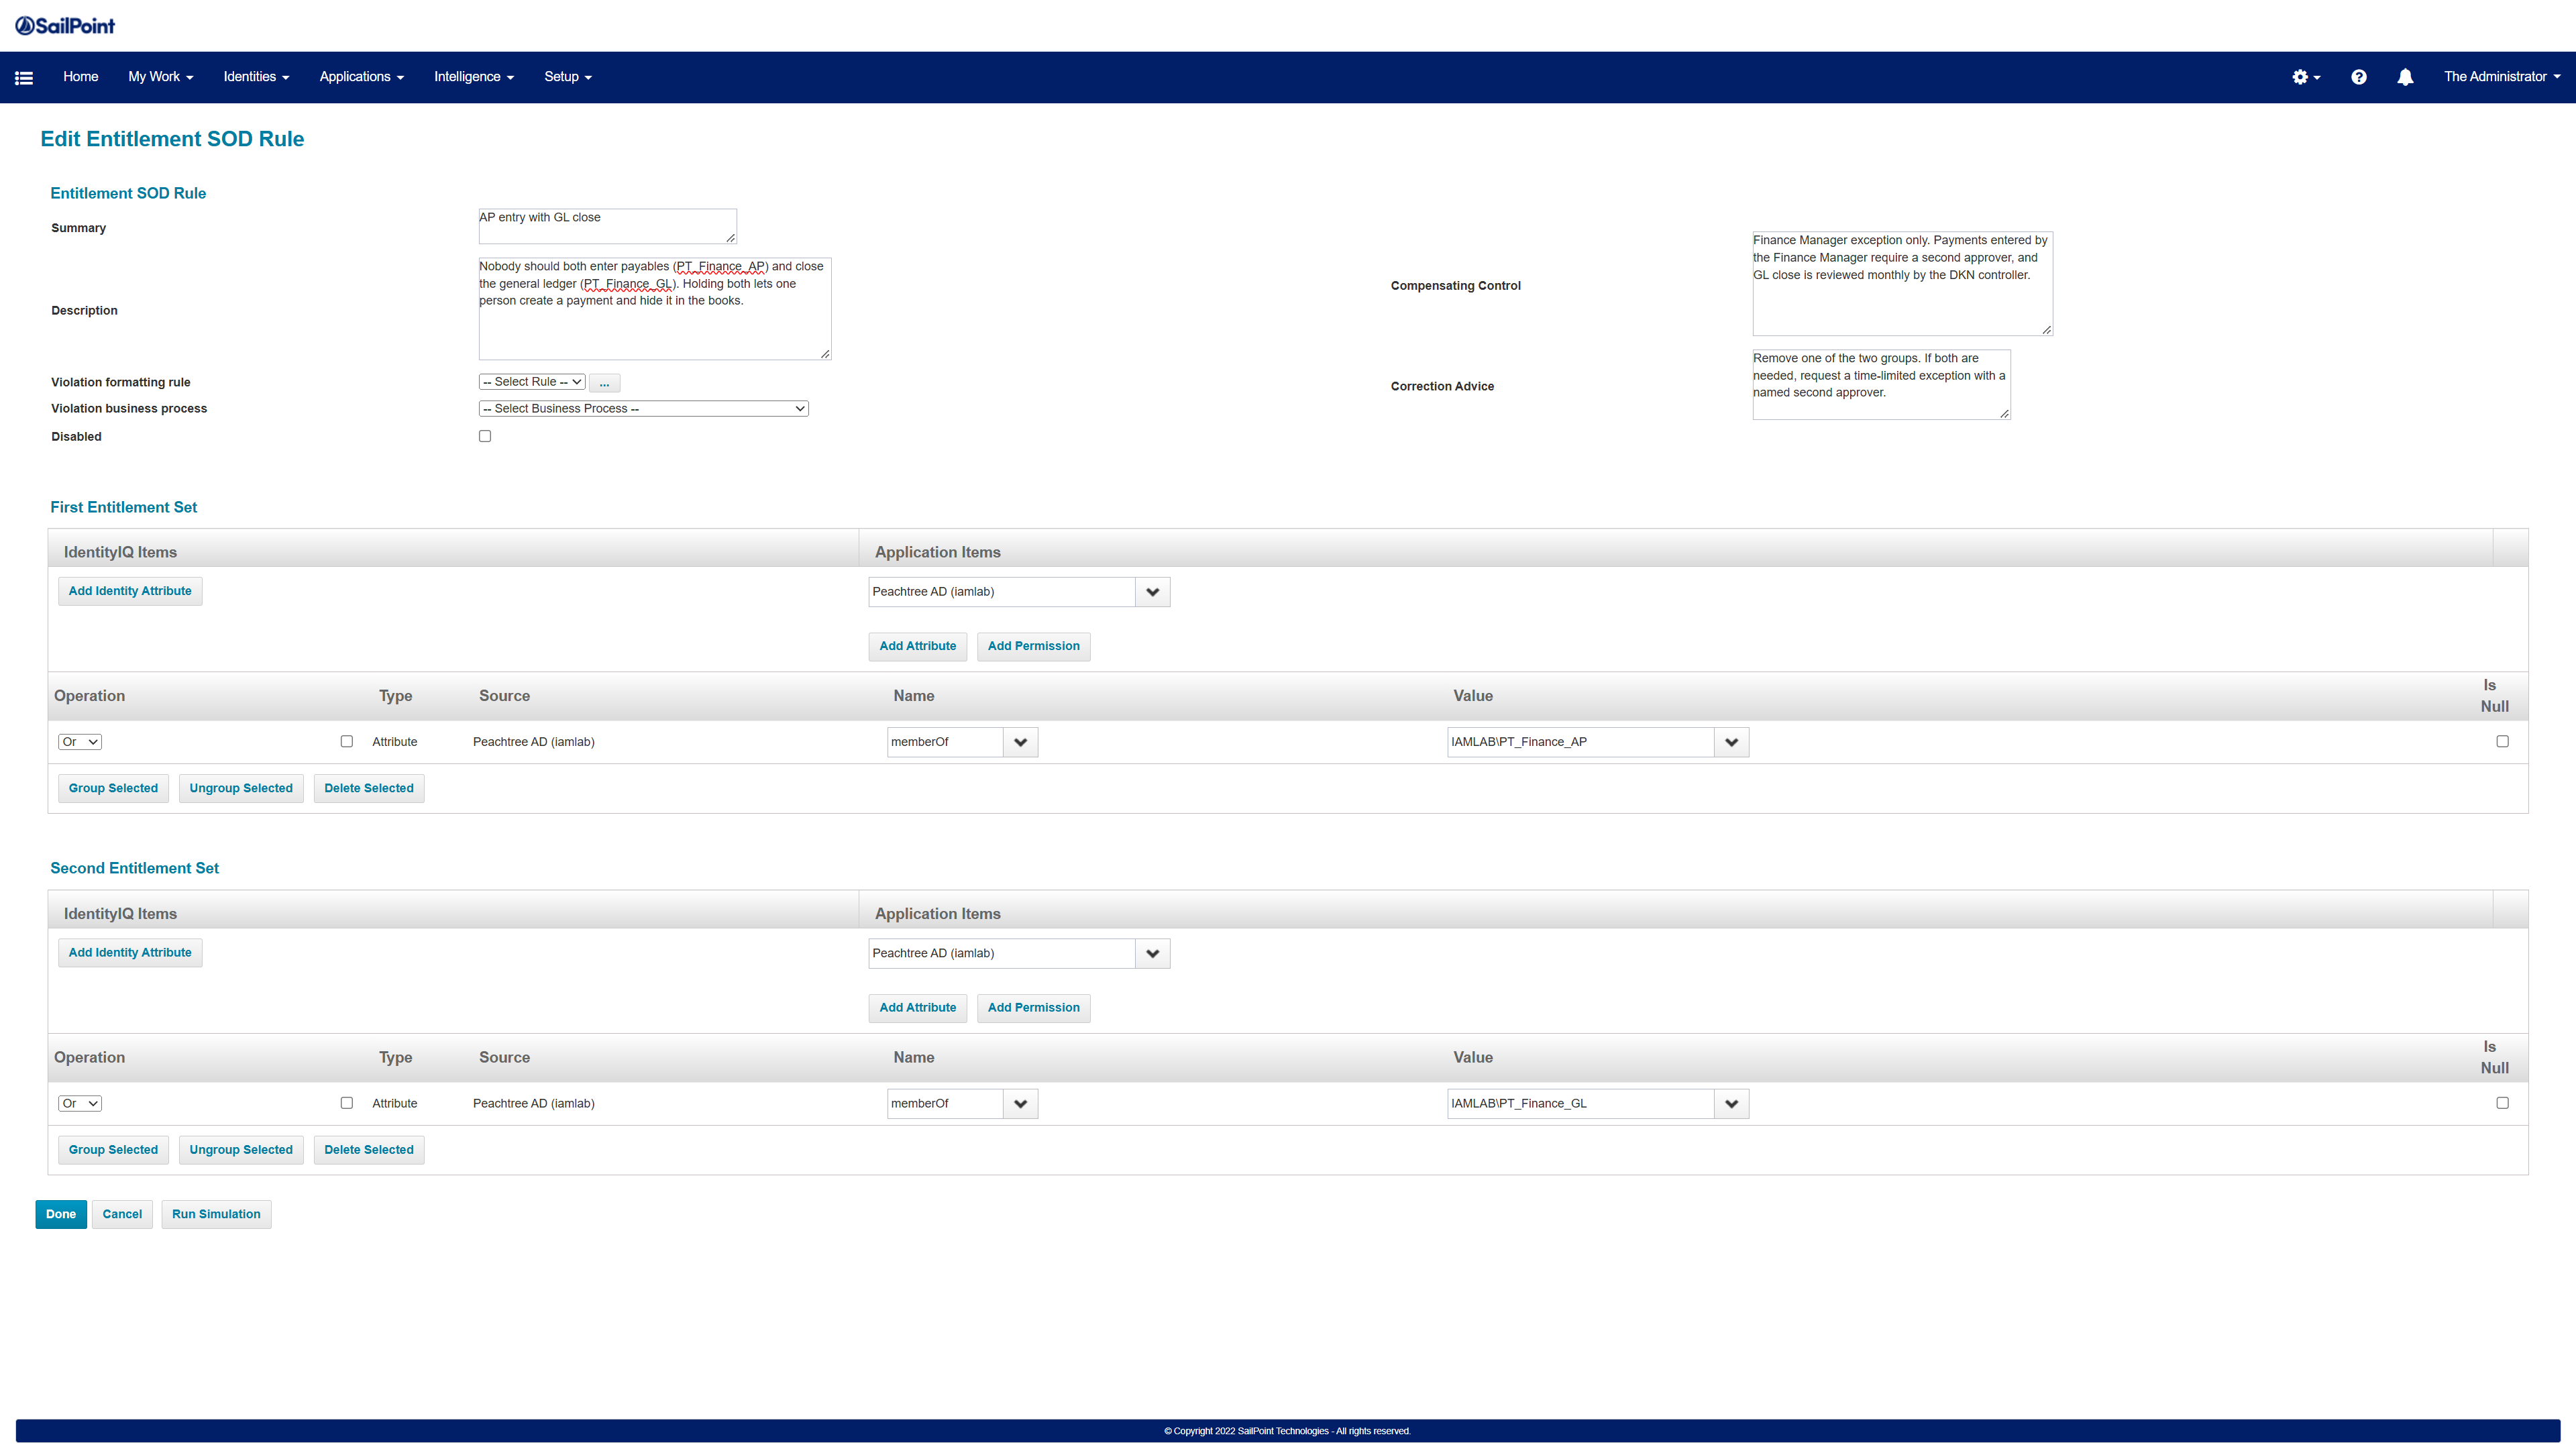 SailPoint
Home My Work Identities Applications Intelligence Setup The Administrator
Edit Entitlement SOD Rule
Entitlement SOD Rule
Summary
AP entry with GL close
Description
Nobody should both enter payables (PT_Finance_AP) and close
the general ledger (PT_Finance_GL). Holding both lets one
person create a payment and hide it in the books.
Violation formatting rule -- Select Rule -- ...
Violation business process -- Select Business Process --
Disabled
Compensating Control
Finance Manager exception only. Payments entered by
the Finance Manager require a second approver, and
GL close is reviewed monthly by the DKN controller.
Correction Advice
Remove one of the two groups. If both are
needed, request a time-limited exception with a
named second approver.
First Entitlement Set
IdentityIQ Items Application Items
Add Identity Attribute Peachtree AD (iamlab)
Add Attribute Add Permission
Operation Type Source Name Value Is Null
Or Attribute Peachtree AD (iamlab) memberOf IAMLAB\PT_Finance_AP
Group Selected Ungroup Selected Delete Selected
Second Entitlement Set
IdentityIQ Items Application Items
Add Identity Attribute Peachtree AD (iamlab)
Add Attribute Add Permission
Operation Type Source Name Value Is Null
Or Attribute Peachtree AD (iamlab) memberOf IAMLAB\PT_Finance_GL
Group Selected Ungroup Selected Delete Selected
Done Cancel Run Simulation
© Copyright 2022 SailPoint Technologies - All rights reserved.